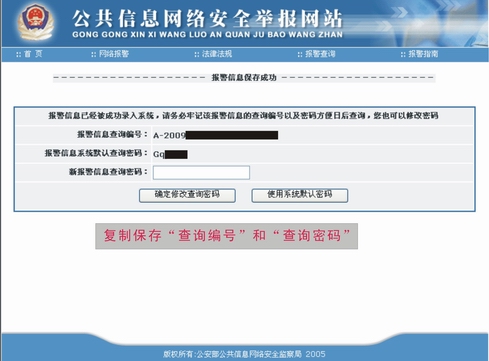 公共信息网络安全举报网站
GONG GONG XIN XI WANG LUO AN QUAN JU BAO WANG ZHAN
:: 首 页 :: 网络报警 :: 法律法规 :: 报警查询 :: 报警指南
报警信息保存成功
报警信息已经被成功录入系统，请务必牢记该报警信息的查询编号以及密码方便日后查询，您也可以修改密码
报警信息查询编号： A-2009
报警信息系统默认查询密码： Gq
新报警信息查询密码：
确定修改查询密码 使用系统默认密码
复制保存“查询编号”和“查询密码”
版权所有:公安部公共信息网络安全监察局 2005